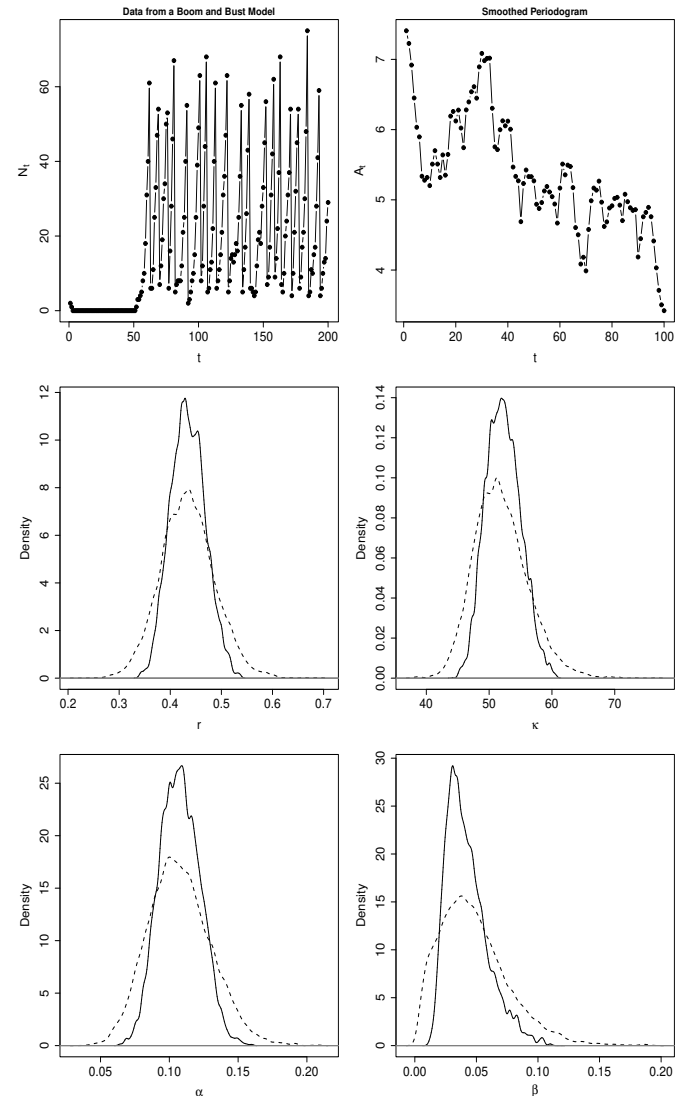 Data from a Boom and Bust Model
N_t
0 20 40 60
0 50 100 150 200
t
Smoothed Periodogram
A_t
4 5 6 7
0 20 40 60 80 100
t
Density
0 2 4 6 8 10 12
0.2 0.3 0.4 0.5 0.6 0.7
r
Density
0.00 0.02 0.04 0.06 0.08 0.10 0.12 0.14
40 50 60 70
κ
Density
0 5 10 15 20 25
0.05 0.10 0.15 0.20
α
Density
0 5 10 15 20 25 30
0.00 0.05 0.10 0.15 0.20
β